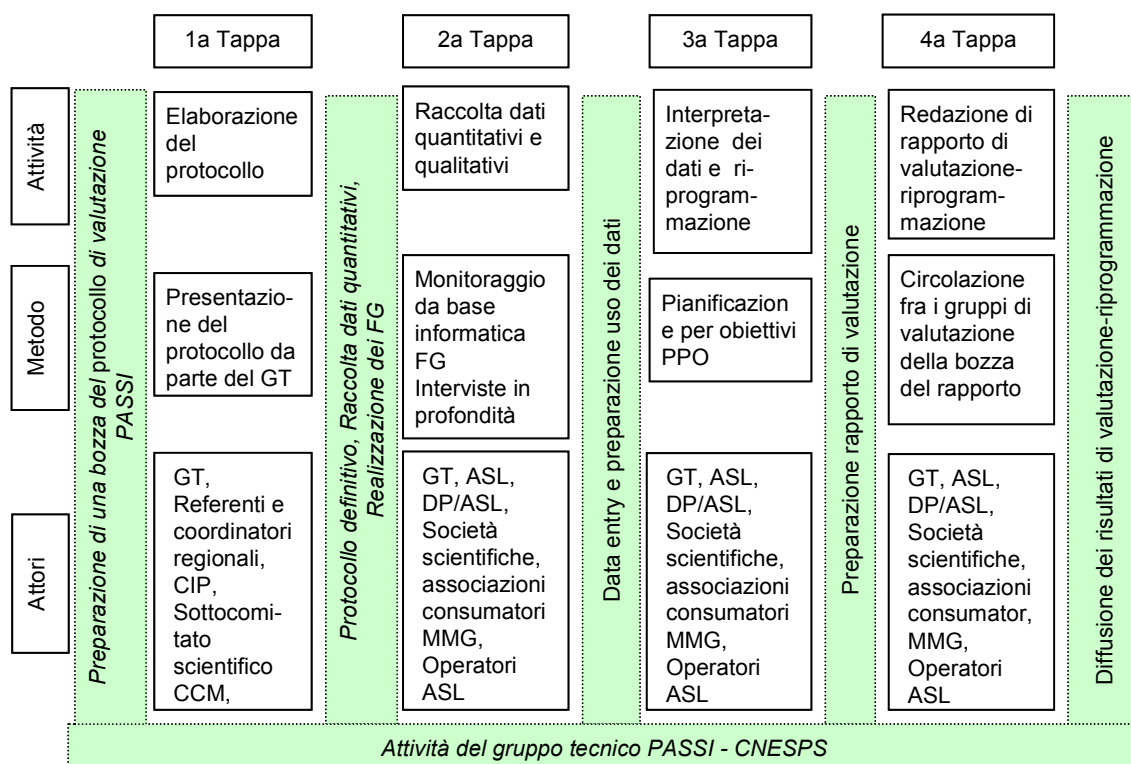 1a Tappa
2a Tappa
3a Tappa
4a Tappa
Attività
Preparazione di una bozza del protocollo di valutazione
PASSI
Elaborazione
del
protocollo
Protocollo definitivo, Raccolta dati quantitativi,
Realizzazione dei FG
Raccolta dati
quantitativi e
qualitativi
Data entry e preparazione uso dei dati
Interpreta-
zione dei
dati e ri-
program-
mazione
Preparazione rapporto di valutazione
Redazione di
rapporto di
valutazione-
riprogram-
mazione
Diffusione dei risultati di valutazione-riprogrammazione
Metodo
Presentazio-
ne del
protocollo da
parte del GT
Monitoraggio
da base
informatica
FG
Interviste in
profondità
Pianificazion
e per obiettivi
PPO
Circolazione
fra i gruppi di
valutazione
della bozza
del rapporto
Attori
GT,
Referenti e
coordinatori
regionali,
CIP,
Sottocomi-
tato
scientifico
CCM,
GT, ASL,
DP/ASL,
Società
scientifiche,
associazioni
consumatori
MMG,
Operatori
ASL
GT, ASL,
DP/ASL,
Società
scientifiche,
associazioni
consumatori
MMG,
Operatori
ASL
GT, ASL,
DP/ASL,
Società
scientifiche,
associazioni
consumator,
MMG,
Operatori
ASL
Attività del gruppo tecnico PASSI - CNESPS